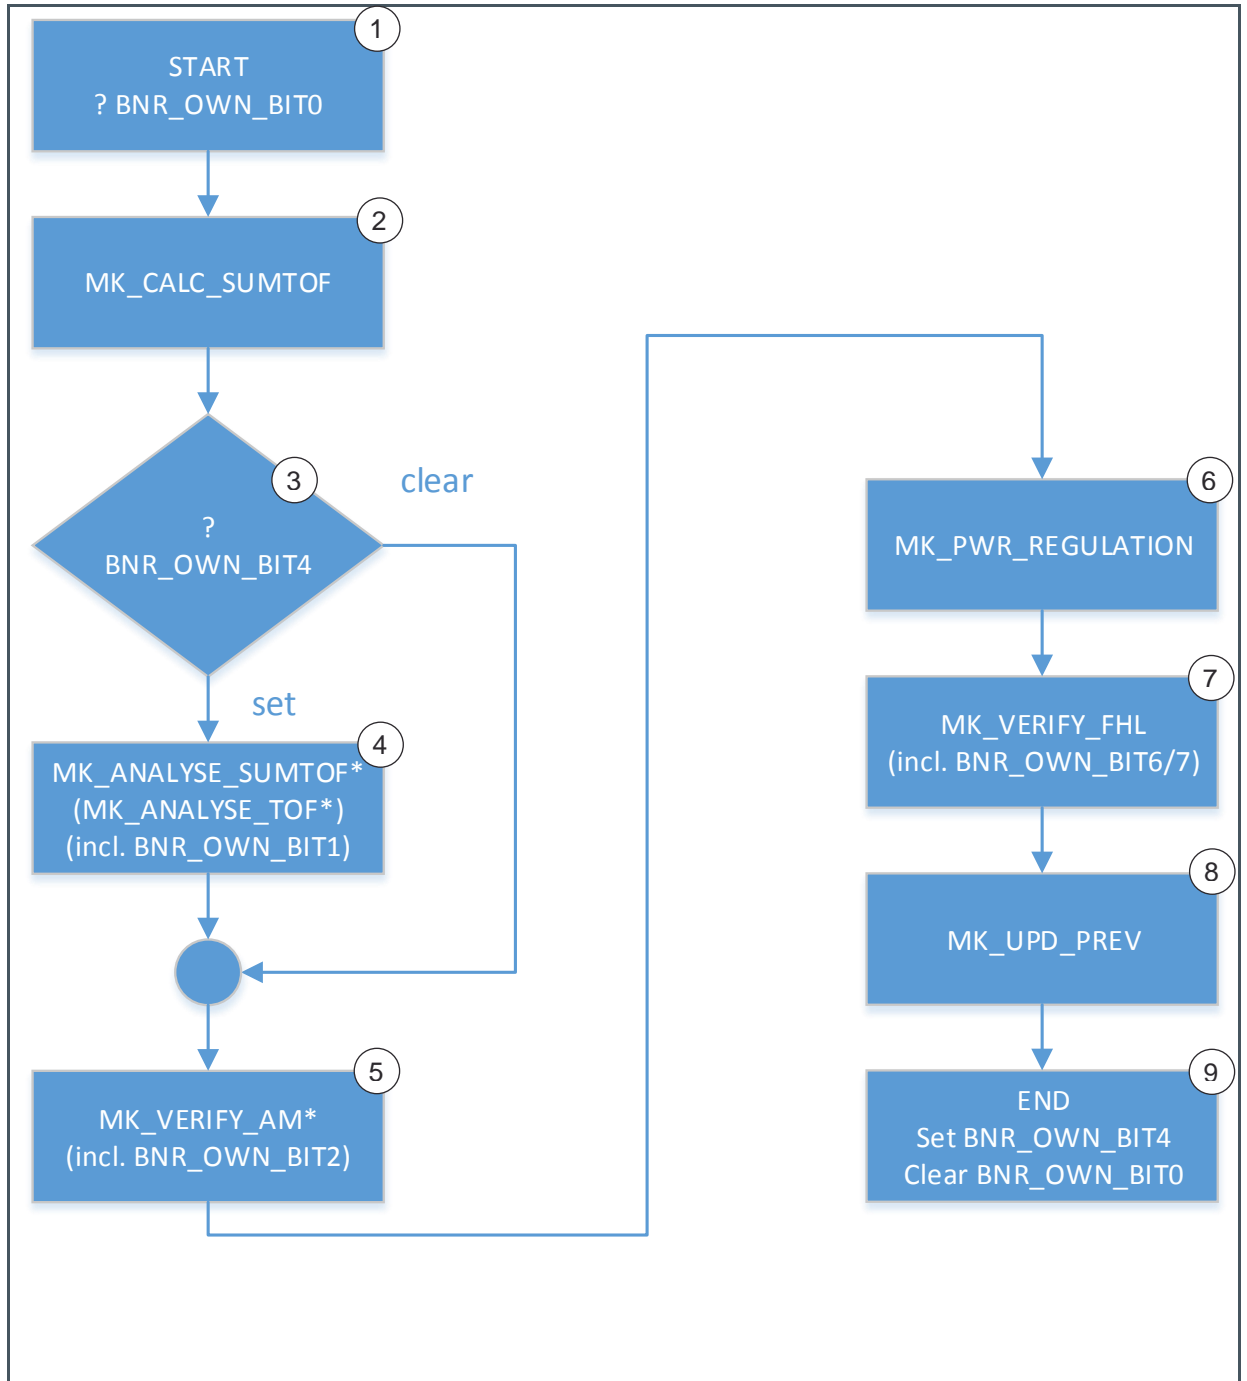 1
START
? BNR_OWN_BIT0
2
MK_CALC_SUMTOF
3
clear
?
BNR_OWN_BIT4
set
4
MK_ANALYSE_SUMTOF*
(MK_ANALYSE_TOF*)
(incl. BNR_OWN_BIT1)
5
MK_VERIFY_AM*
(incl. BNR_OWN_BIT2)
6
MK_PWR_REGULATION
7
MK_VERIFY_FHL
(incl. BNR_OWN_BIT6/7)
8
MK_UPD_PREV
9
END
Set BNR_OWN_BIT4
Clear BNR_OWN_BIT0